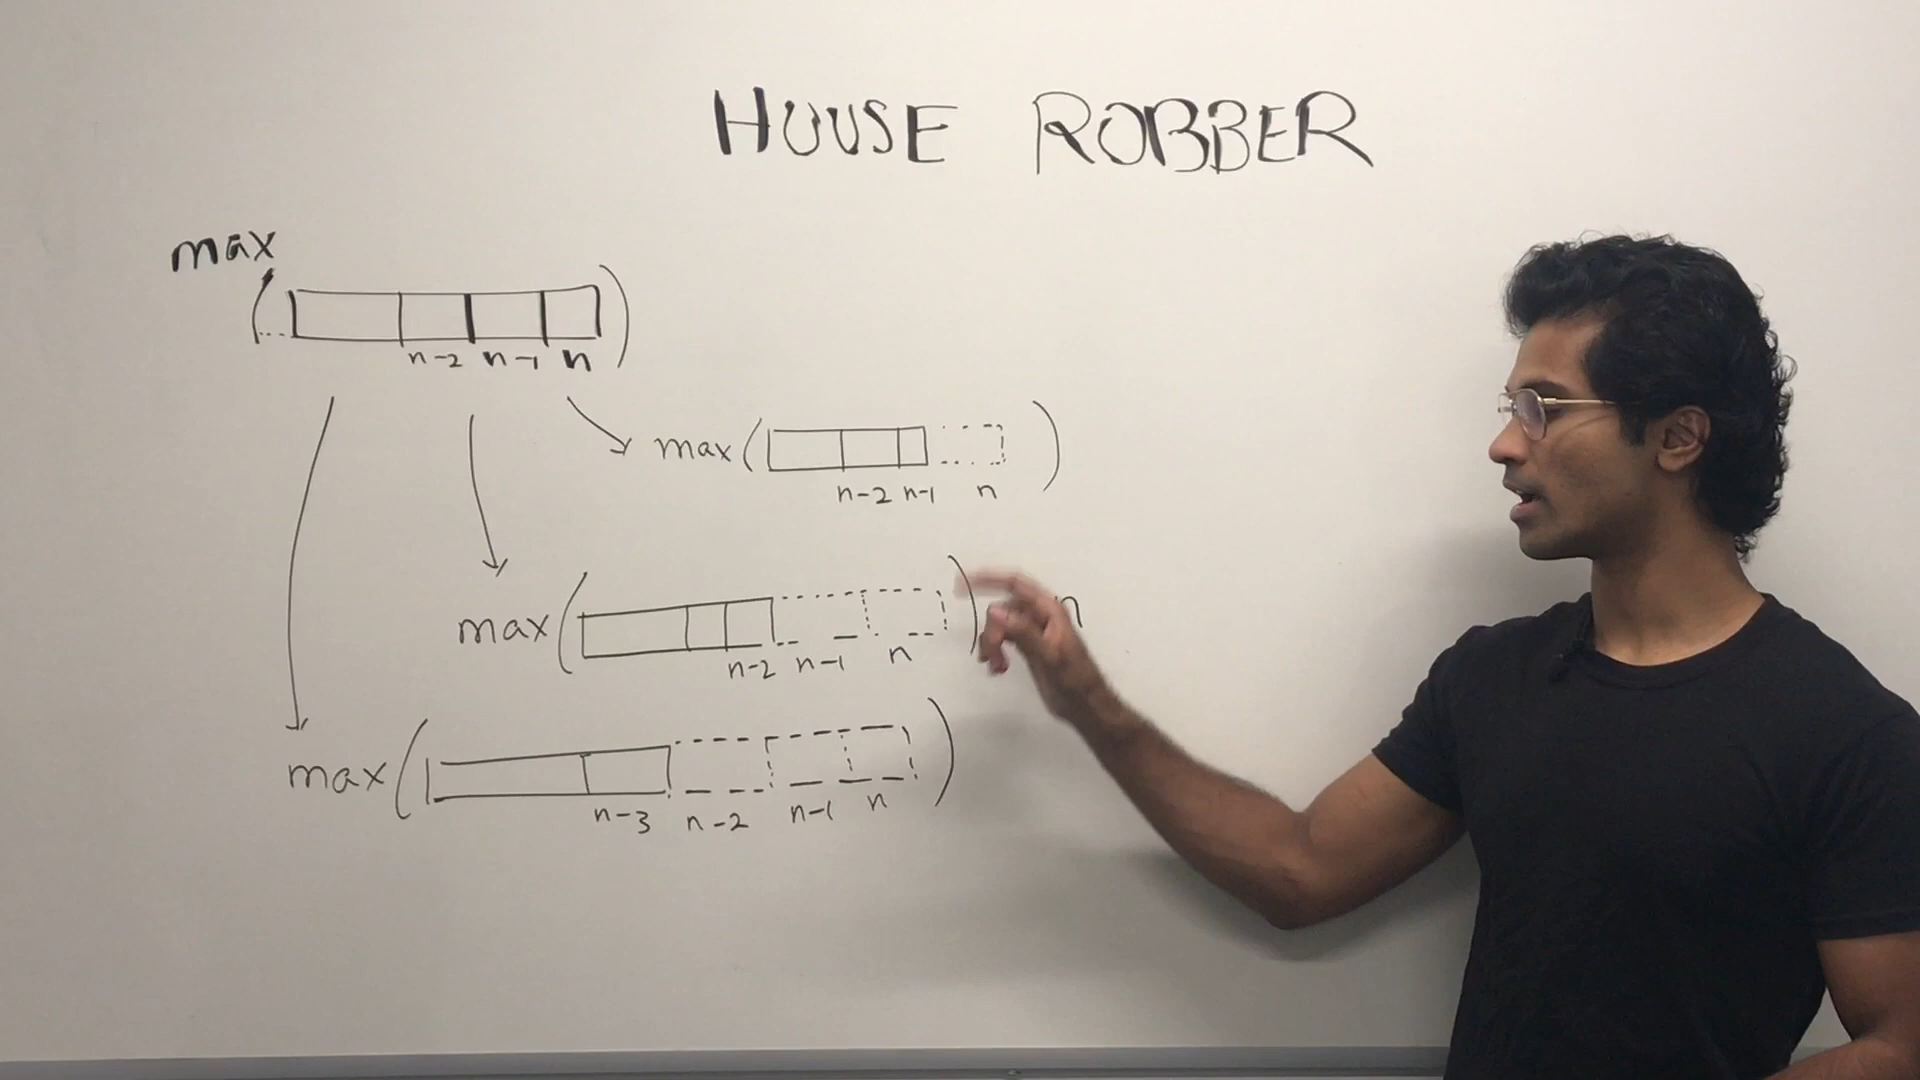 HOUSE ROBBER
max
( )
n-2 n-1 n
max( )
n-2 n-1 n
max( ) n
n-2 n-1 n
max( )
n-3 n-2 n-1 n